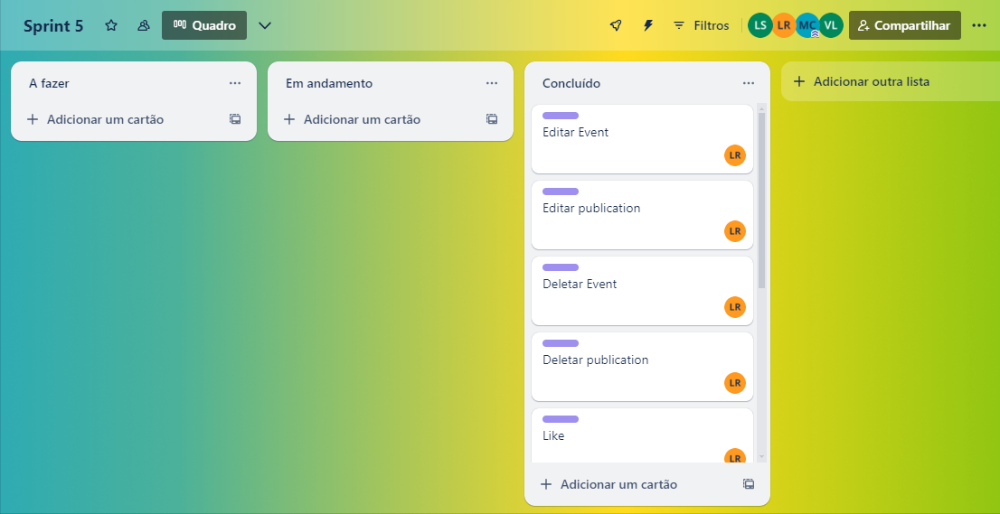 Sprint 5
Quadro
Filtros
LS LR MC VL
Compartilhar
A fazer
Adicionar um cartão
Em andamento
Adicionar um cartão
Concluído
Editar Event
LR
Editar publication
LR
Deletar Event
LR
Deletar publication
LR
Like
LR
Adicionar um cartão
Adicionar outra lista